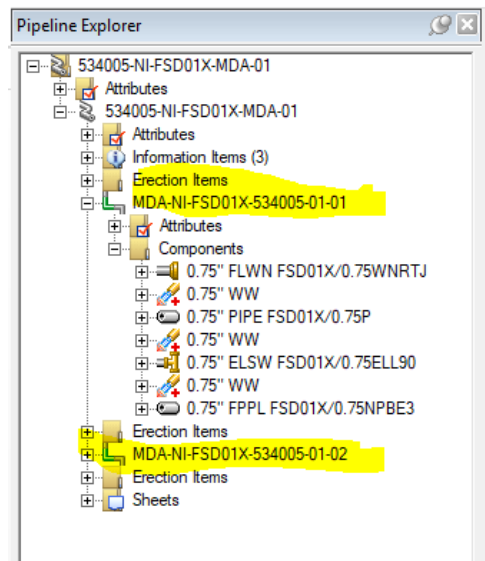 Pipeline Explorer
534005-NI-FSD01X-MDA-01
Attributes
534005-NI-FSD01X-MDA-01
Attributes
Information Items (3)
Erection Items
MDA-NI-FSD01X-534005-01-01
Attributes
Components
0.75" FLWN FSD01X/0.75WNRTJ
0.75" WW
0.75" PIPE FSD01X/0.75P
0.75" WW
0.75" ELSW FSD01X/0.75ELL90
0.75" WW
0.75" FPPL FSD01X/0.75NPBE3
Erection Items
MDA-NI-FSD01X-534005-01-02
Erection Items
Sheets